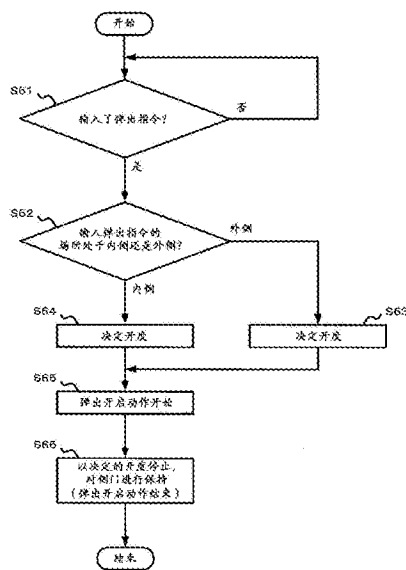 开始
S61
输入了弹出指令?
否
是
S62
输入弹出指令的
场所处于内侧还是外侧?
外侧
内侧
S64
决定开度
S63
决定开度
S65
弹出开启动作开始
S66
以决定的开度停止,
对侧门进行保持
(弹出开启动作结束)
结束